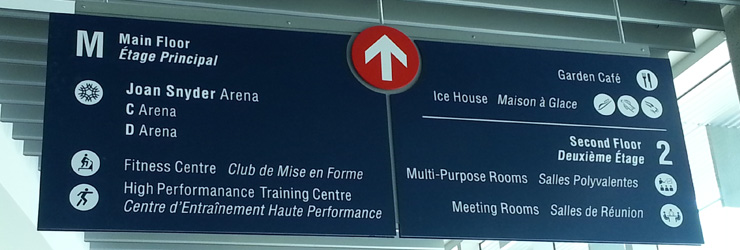 M Main Floor
Étage Principal
Joan Snyder Arena
C Arena
D Arena
Fitness Centre Club de Mise en Forme
High Performanance Training Centre
Centre d'Entraînement Haute Performance
Garden Café
Ice House Maison à Glace
Second Floor 2
Deuxième Étage
Multi-Purpose Rooms Salles Polyvalentes
Meeting Rooms Salles de Réunion